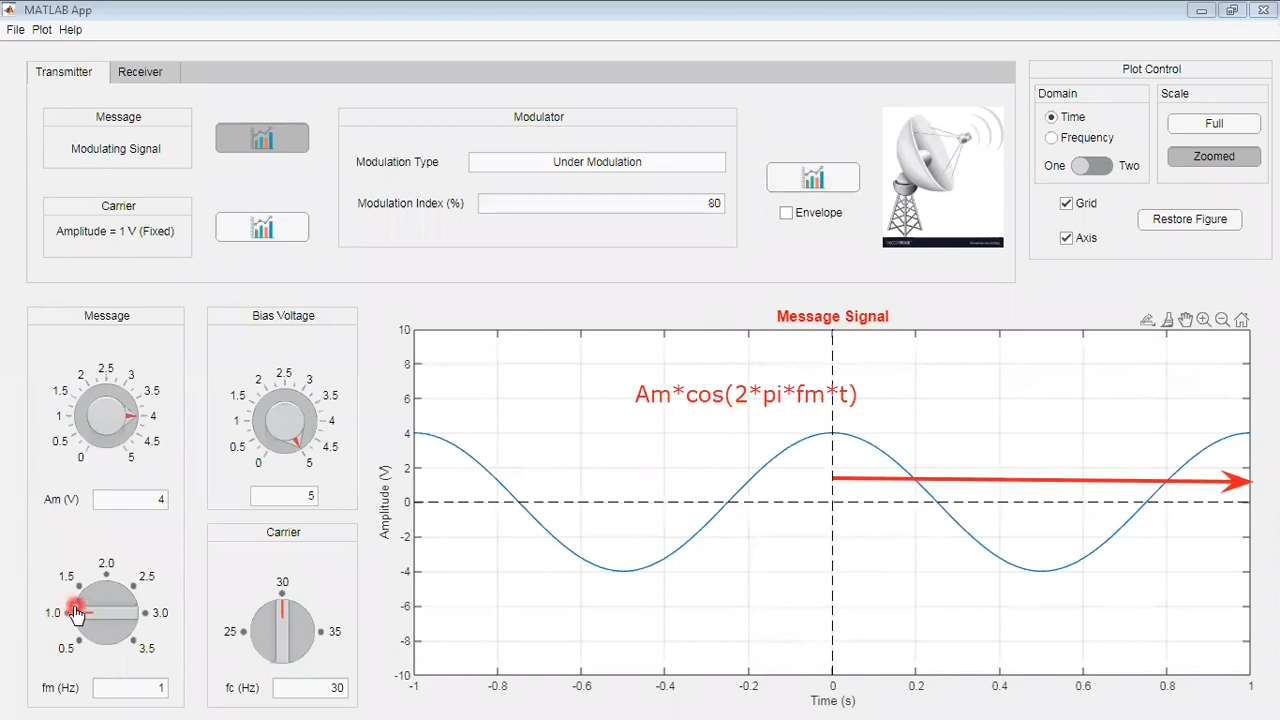 MATLAB App
File Plot Help
Transmitter Receiver
Message
Modulating Signal
Carrier
Amplitude = 1 V (Fixed)
Modulator
Modulation Type Under Modulation
Modulation Index (%) 80
Envelope
Plot Control
Domain
Time
Frequency
One Two
Scale
Full
Zoomed
Grid
Axis
Restore Figure
Message
0 0.5 1 1.5 2 2.5 3 3.5 4 4.5 5
Am (V) 4
0.5 1.0 1.5 2.0 2.5 3.0 3.5
fm (Hz) 1
Bias Voltage
0 0.5 1 1.5 2 2.5 3 3.5 4 4.5 5
5
Carrier
25 30 35
fc (Hz) 30
Message Signal
Am*cos(2*pi*fm*t)
Amplitude (V)
10
8
6
4
2
0
-2
-4
-6
-8
-10
-1 -0.8 -0.6 -0.4 -0.2 0 0.2 0.4 0.6 0.8 1
Time (s)